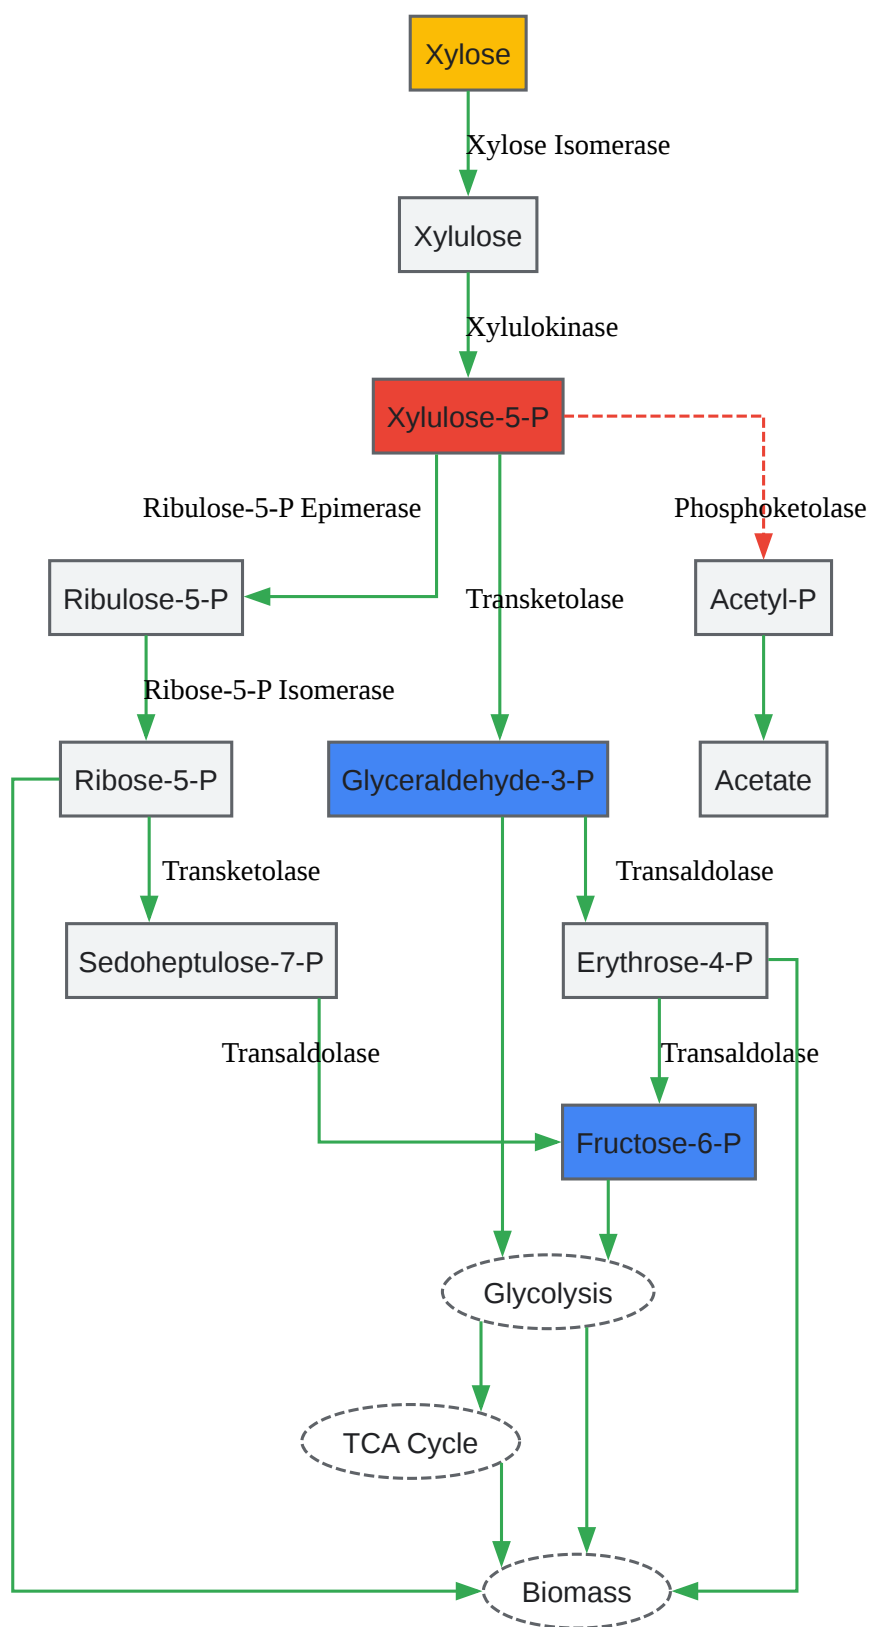 Xylose
Xylose Isomerase
Xylulose
Xylulokinase
Xylulose-5-P
Ribulose-5-P Epimerase
Phosphoketolase
Ribulose-5-P
Transketolase
Acetyl-P
Ribose-5-P Isomerase
Ribose-5-P
Glyceraldehyde-3-P
Acetate
Transketolase
Transaldolase
Sedoheptulose-7-P
Erythrose-4-P
Transaldolase
Transaldolase
Fructose-6-P
Glycolysis
TCA Cycle
Biomass